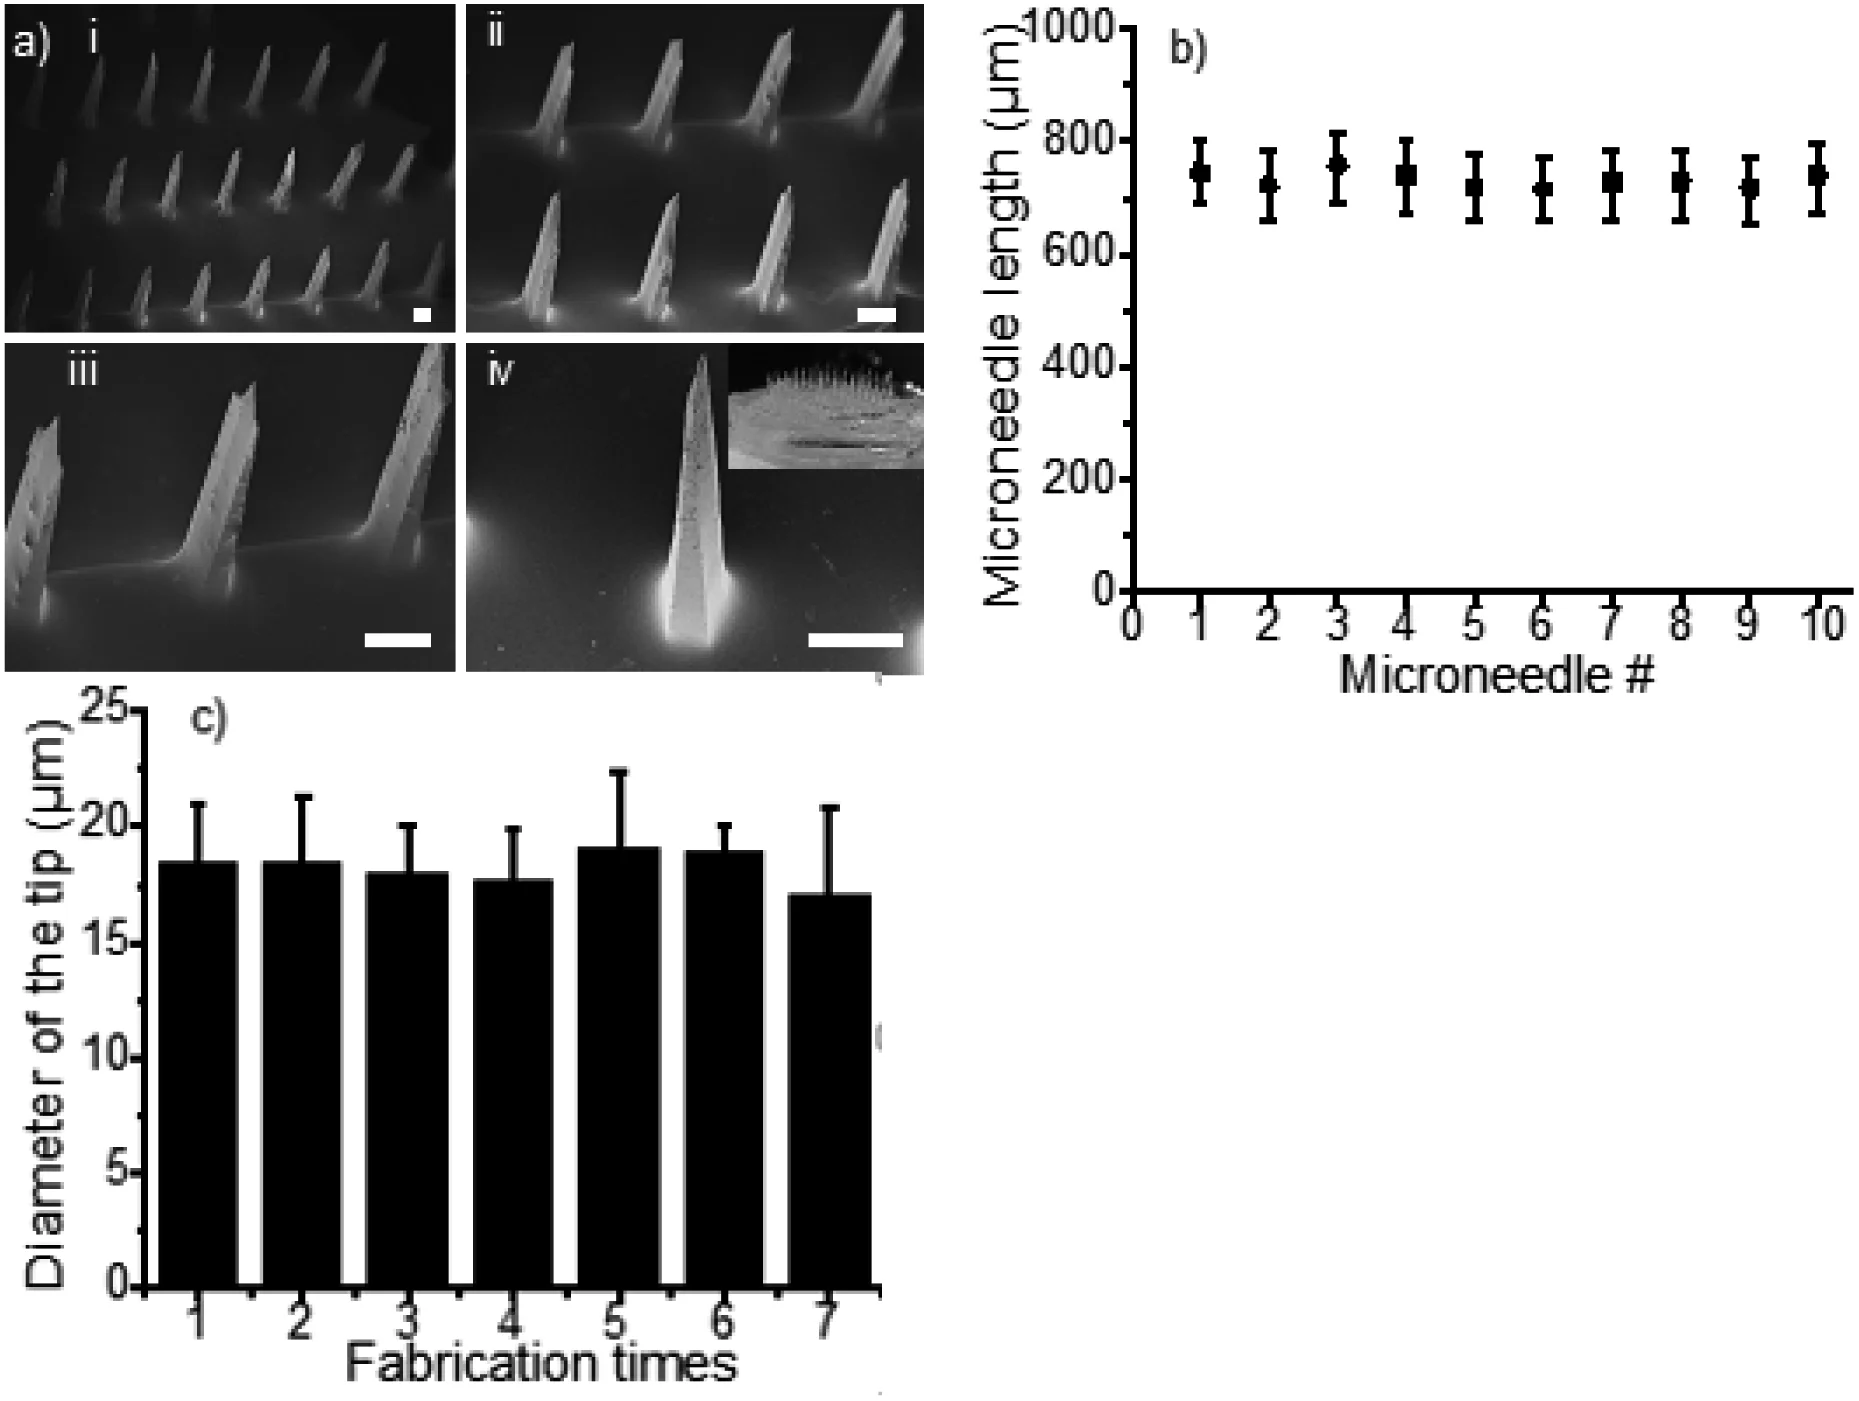 a) i
ii
iii
iv
b)
Microneedle length (µm)
1000
800
600
400
200
0
0 1 2 3 4 5 6 7 8 9 10
Microneedle #
c)
Diameter of the tip (µm)
25
20
15
10
5
0
1 2 3 4 5 6 7
Fabrication times